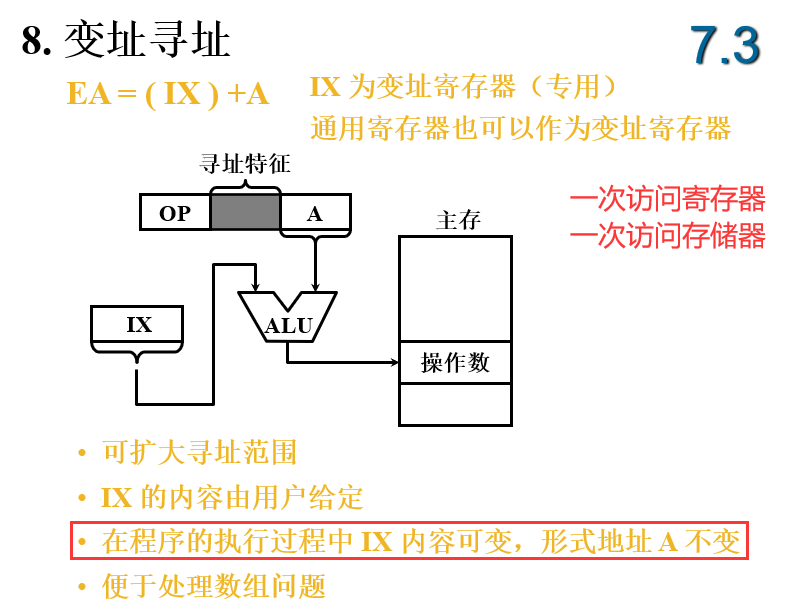 8. 变址寻址
7.3
EA = ( IX ) +A
IX 为变址寄存器（专用）
通用寄存器也可以作为变址寄存器
寻址特征
一次访问寄存器
一次访问存储器
OP
A
主存
IX
ALU
操作数
• 可扩大寻址范围
• IX 的内容由用户给定
• 在程序的执行过程中 IX 内容可变，形式地址 A 不变
• 便于处理数组问题